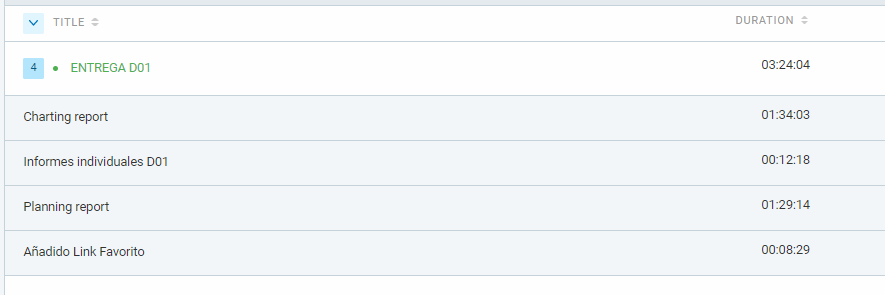 TITLE DURATION
4 ENTREGA D01 03:24:04
Charting report 01:34:03
Informes individuales D01 00:12:18
Planning report 01:29:14
Añadido Link Favorito 00:08:29